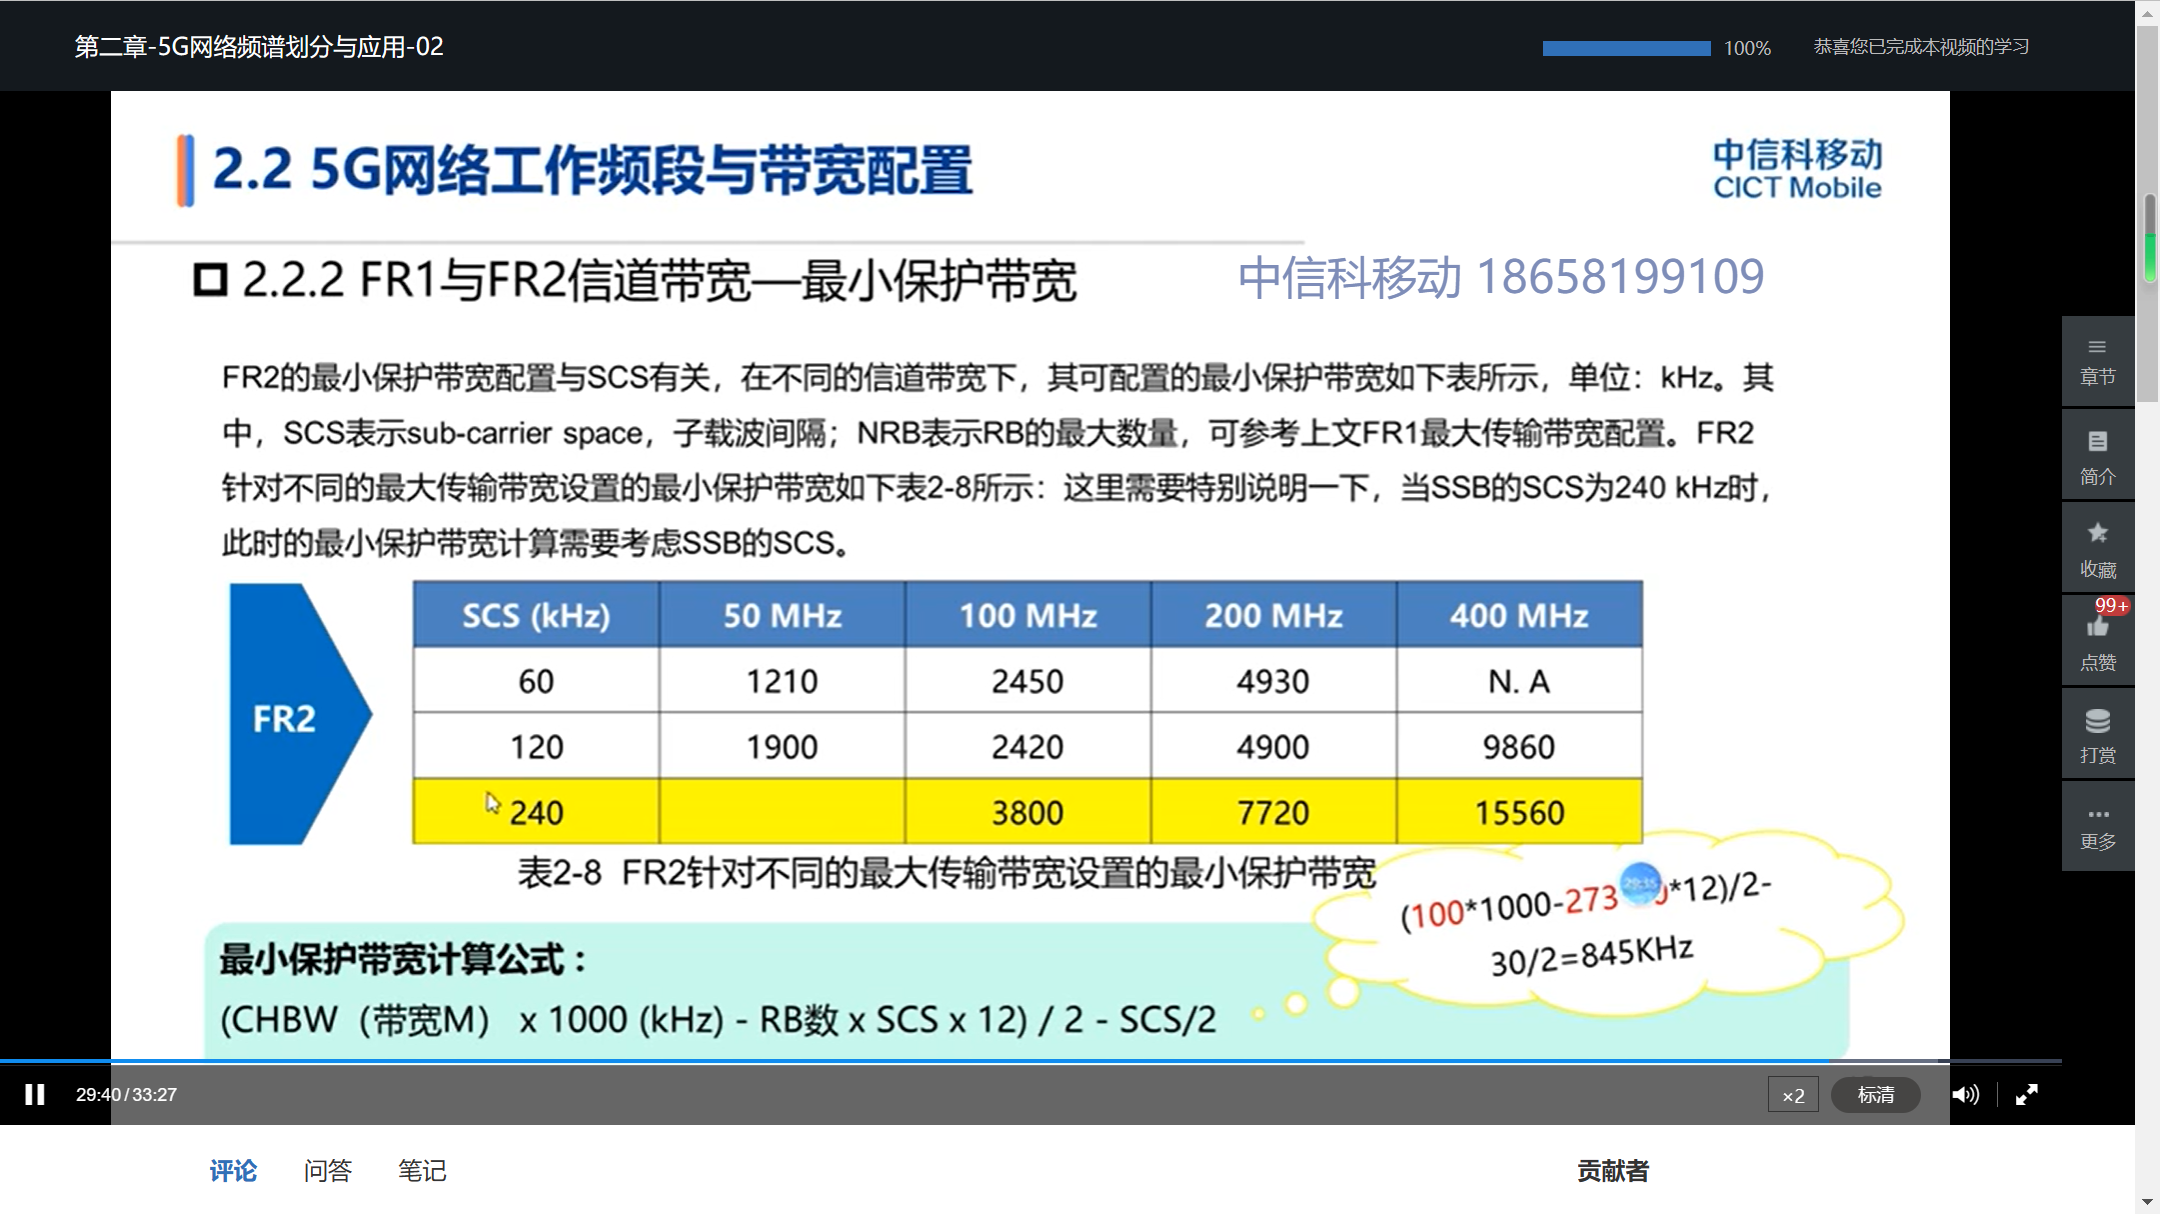 第二章-5G网络频谱划分与应用-02
100%
恭喜您已完成本视频的学习
2.2 5G网络工作频段与带宽配置
中信科移动
CICT Mobile
2.2.2 FR1与FR2信道带宽—最小保护带宽
中信科移动 18658199109
FR2的最小保护带宽配置与SCS有关，在不同的信道带宽下，其可配置的最小保护带宽如下表所示，单位：kHz。其
中，SCS表示sub-carrier space，子载波间隔；NRB表示RB的最大数量，可参考上文FR1最大传输带宽配置。FR2
针对不同的最大传输带宽设置的最小保护带宽如下表2-8所示：这里需要特别说明一下，当SSB的SCS为240 kHz时，
此时的最小保护带宽计算需要考虑SSB的SCS。
FR2
SCS (kHz) 50 MHz 100 MHz 200 MHz 400 MHz
60 1210 2450 4930 N. A
120 1900 2420 4900 9860
240 3800 7720 15560
表2-8 FR2针对不同的最大传输带宽设置的最小保护带宽
(100*1000-273 *12)/2-
30/2=845KHz
最小保护带宽计算公式：
(CHBW（带宽M） x 1000 (kHz) - RB数 x SCS x 12) / 2 - SCS/2
章节
简介
收藏
99+
点赞
打赏
更多
29:40/33:27
×2
标清
评论
问答
笔记
贡献者